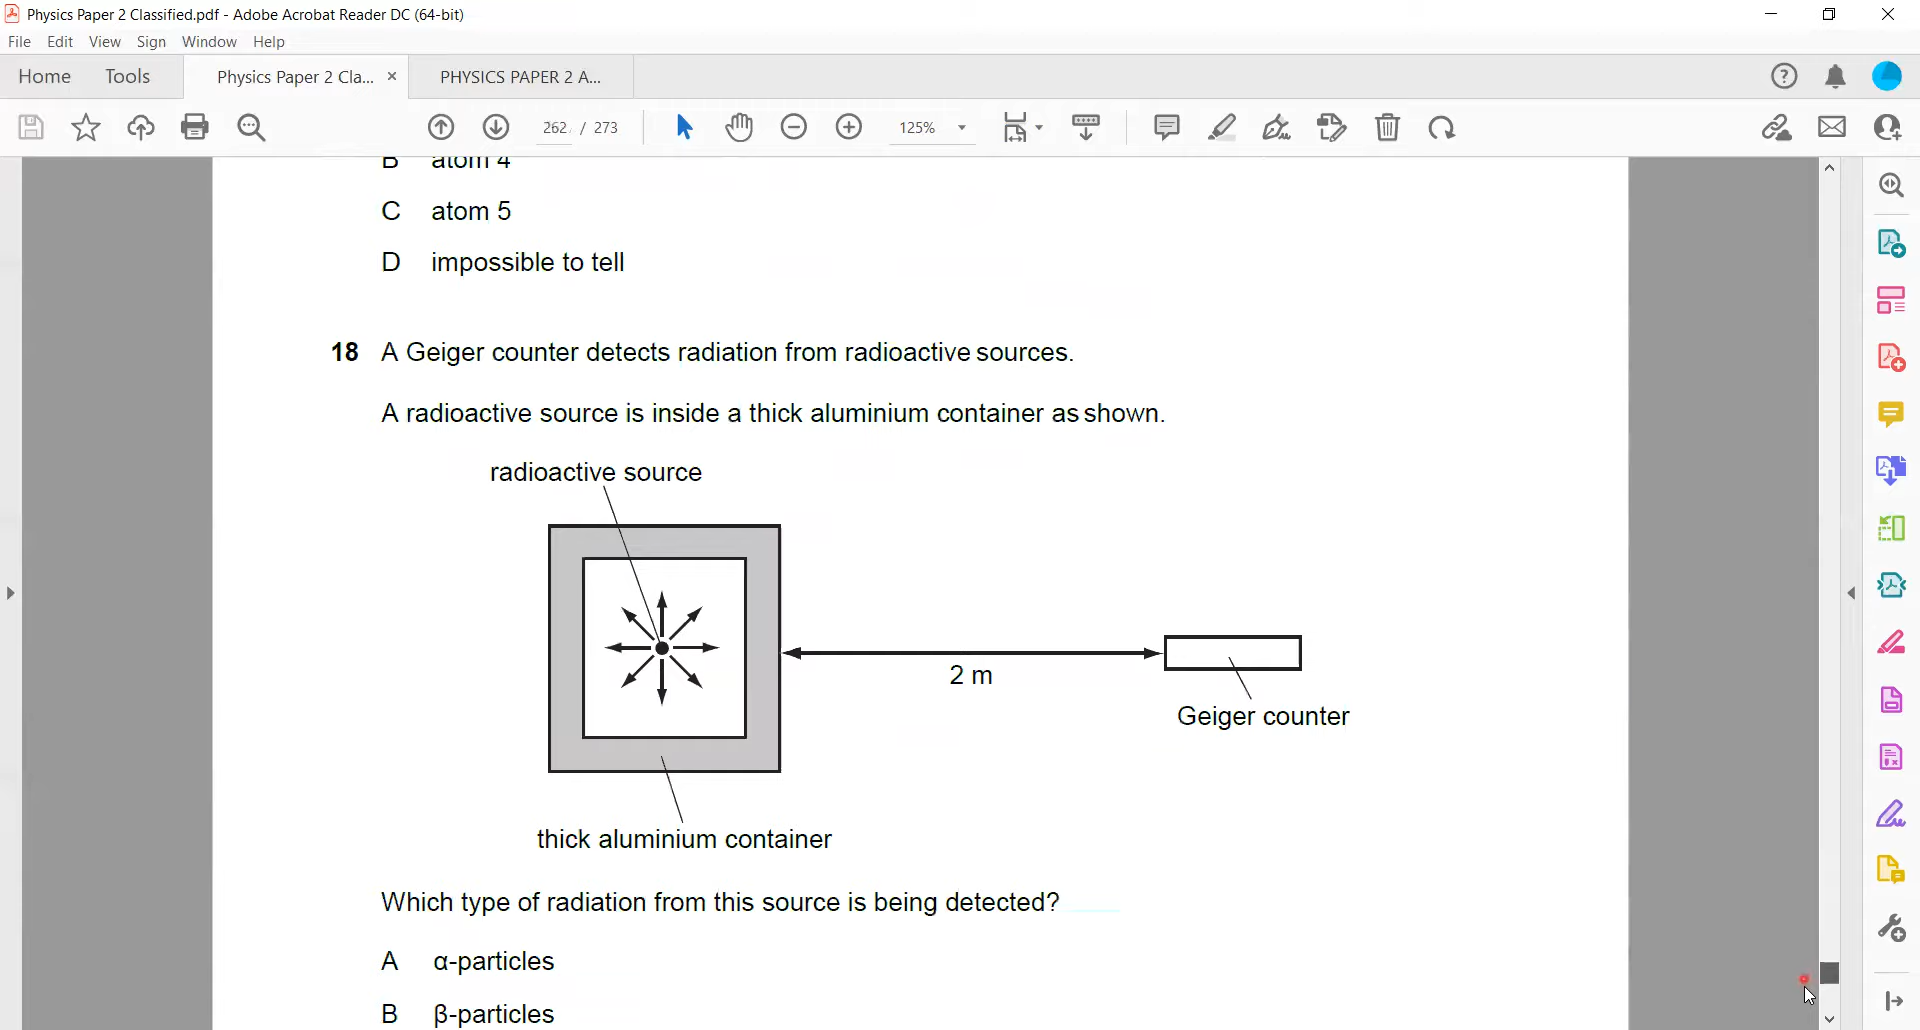 Physics Paper 2 Classified.pdf - Adobe Acrobat Reader DC (64-bit)
File Edit View Sign Window Help
Home Tools Physics Paper 2 Cla... × PHYSICS PAPER 2 A...
262 / 273 125%
B atom 4
C atom 5
D impossible to tell
18 A Geiger counter detects radiation from radioactive sources.
A radioactive source is inside a thick aluminium container as shown.
radioactive source
2 m
Geiger counter
thick aluminium container
Which type of radiation from this source is being detected?
A α-particles
B β-particles